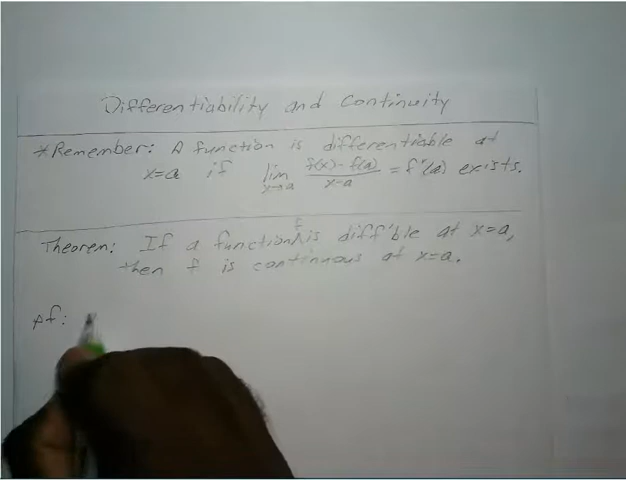 Differentiability and Continuity
*Remember: A function is differentiable at
x=a if lim x→a f(x)-f(a)/x-a = f'(a) exists.
Theorem: If a function f is diff'ble at x=a,
then f is continuous at x=a.
Pf: